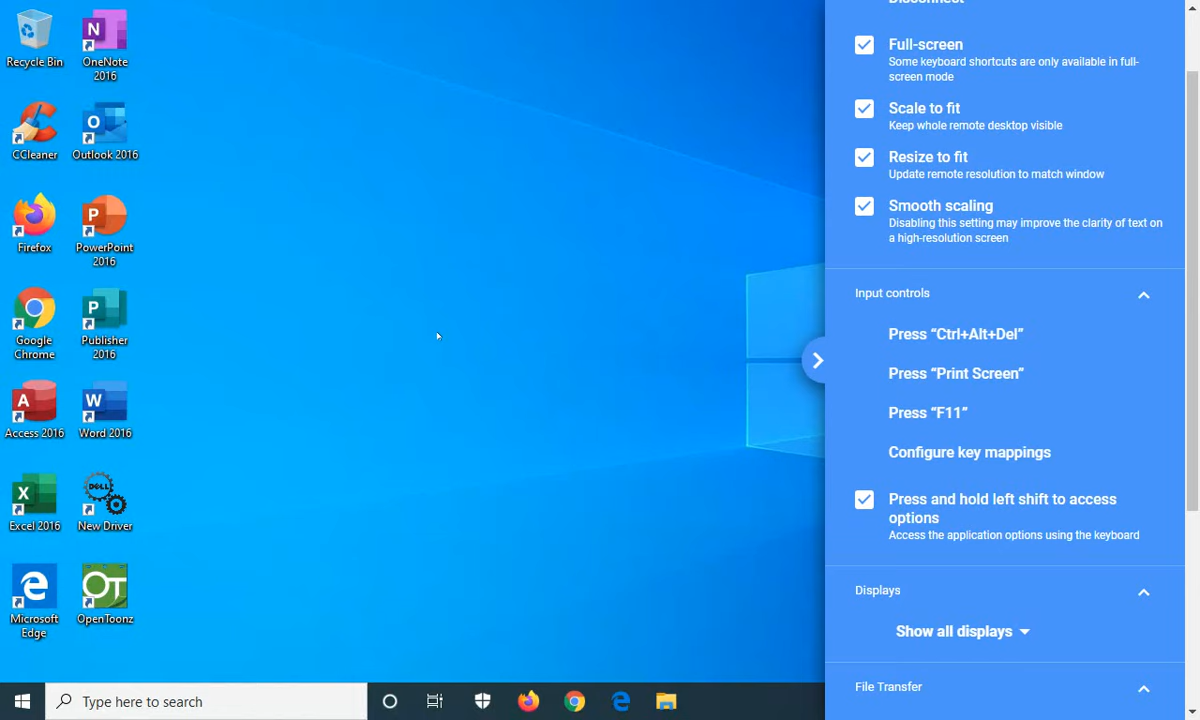 Recycle Bin
OneNote
2016
CCleaner
Outlook 2016
Firefox
PowerPoint
2016
Google
Chrome
Publisher
2016
Access 2016
Word 2016
Excel 2016
New Driver
Microsoft
Edge
OpenToonz
Type here to search
Disconnect
Full-screen
Some keyboard shortcuts are only available in full-
screen mode
Scale to fit
Keep whole remote desktop visible
Resize to fit
Update remote resolution to match window
Smooth scaling
Disabling this setting may improve the clarity of text on
a high-resolution screen
Input controls
Press “Ctrl+Alt+Del”
Press “Print Screen”
Press “F11”
Configure key mappings
Press and hold left shift to access
options
Access the application options using the keyboard
Displays
Show all displays
File Transfer